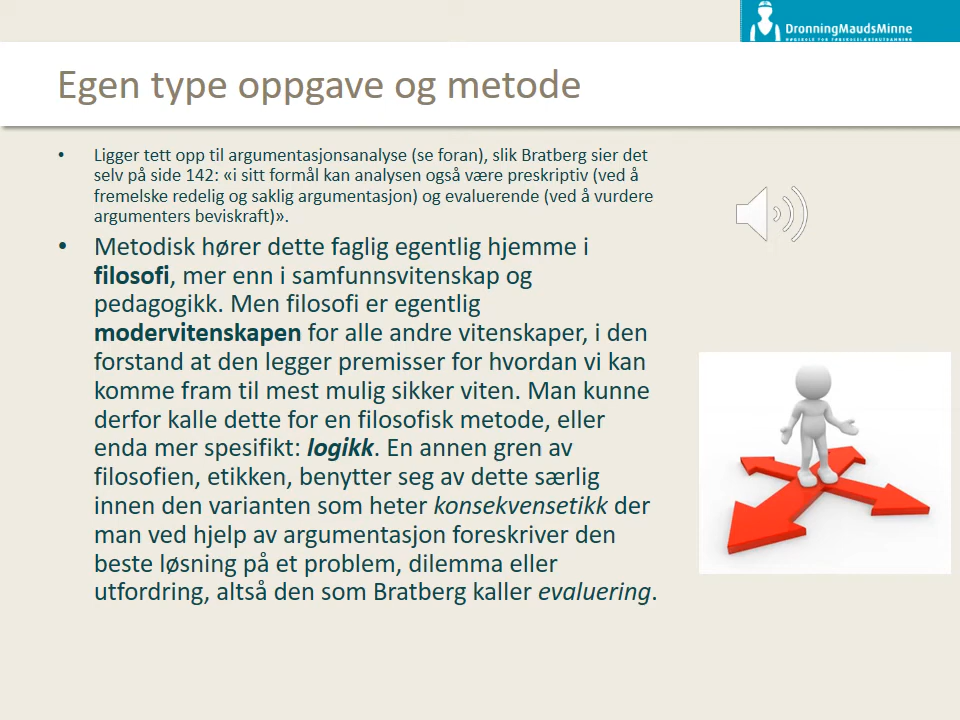 DronningMaudsMinne
HØGSKOLE FOR BARNEHAGELÆRERUTDANNING
Egen type oppgave og metode
• Ligger tett opp til argumentasjonsanalyse (se foran), slik Bratberg sier det
selv på side 142: «i sitt formål kan analysen også være preskriptiv (ved å
fremelske redelig og saklig argumentasjon) og evaluerende (ved å vurdere
argumenters beviskraft)».
• Metodisk hører dette faglig egentlig hjemme i
filosofi, mer enn i samfunnsvitenskap og
pedagogikk. Men filosofi er egentlig
modervitenskapen for alle andre vitenskaper, i den
forstand at den legger premisser for hvordan vi kan
komme fram til mest mulig sikker viten. Man kunne
derfor kalle dette for en filosofisk metode, eller
enda mer spesifikt: logikk. En annen gren av
filosofien, etikken, benytter seg av dette særlig
innen den varianten som heter konsekvensetikk der
man ved hjelp av argumentasjon foreskriver den
beste løsning på et problem, dilemma eller
utfordring, altså den som Bratberg kaller evaluering.